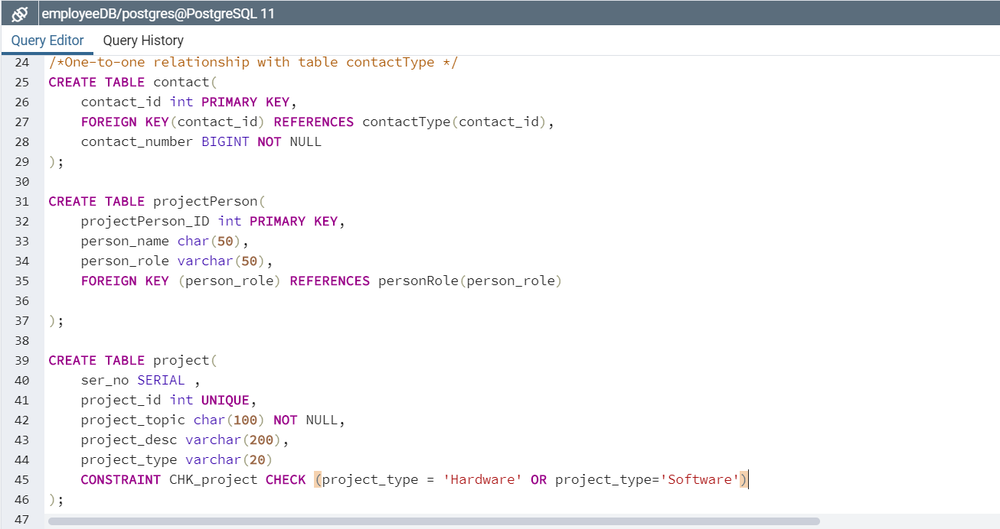 employeeDB/postgres@PostgreSQL 11
Query Editor Query History
24 /*One-to-one relationship with table contactType */
25 CREATE TABLE contact(
26     contact_id int PRIMARY KEY,
27     FOREIGN KEY(contact_id) REFERENCES contactType(contact_id),
28     contact_number BIGINT NOT NULL
29 );
30
31 CREATE TABLE projectPerson(
32     projectPerson_ID int PRIMARY KEY,
33     person_name char(50),
34     person_role varchar(50),
35     FOREIGN KEY (person_role) REFERENCES personRole(person_role)
36
37 );
38
39 CREATE TABLE project(
40     ser_no SERIAL ,
41     project_id int UNIQUE,
42     project_topic char(100) NOT NULL,
43     project_desc varchar(200),
44     project_type varchar(20)
45     CONSTRAINT CHK_project CHECK (project_type = 'Hardware' OR project_type='Software')
46 );
47